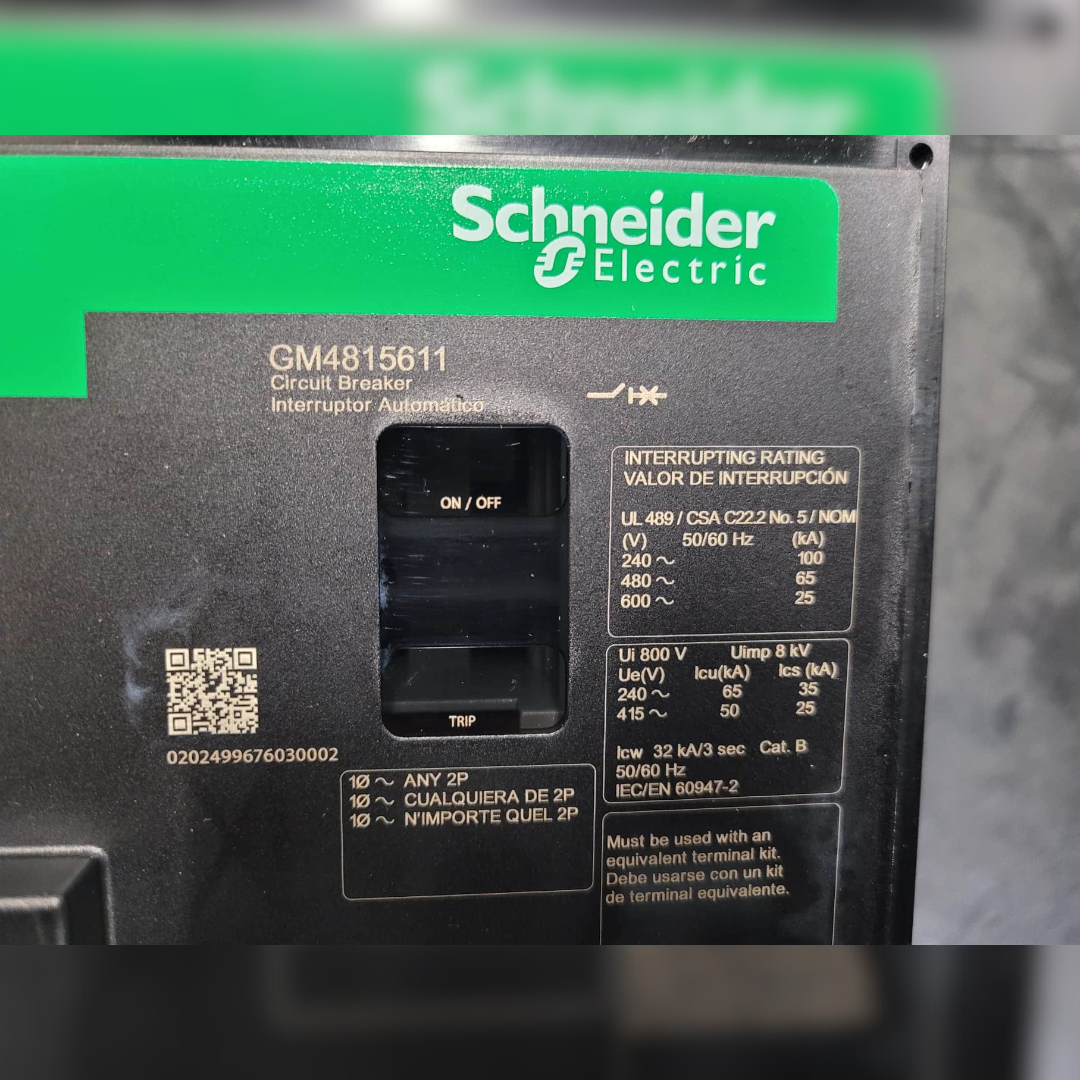 Schneider
Electric
GM4815611
Circuit Breaker
Interruptor Automático
ON / OFF
TRIP
0202499676030002
1Ø ~ ANY 2P
1Ø ~ CUALQUIERA DE 2P
1Ø ~ N'IMPORTE QUEL 2P
INTERRUPTING RATING
VALOR DE INTERRUPCIÓN
UL 489 / CSA C22.2 No. 5 / NOM
(V) 50/60 Hz (kA)
240 ~ 100
480 ~ 65
600 ~ 25
Ui 800 V Uimp 8 kV
Ue(V) Icu(kA) Ics (kA)
240 ~ 65 35
415 ~ 50 25
Icw 32 kA/3 sec Cat. B
50/60 Hz
IEC/EN 60947-2
Must be used with an
equivalent terminal kit.
Debe usarse con un kit
de terminal equivalente.